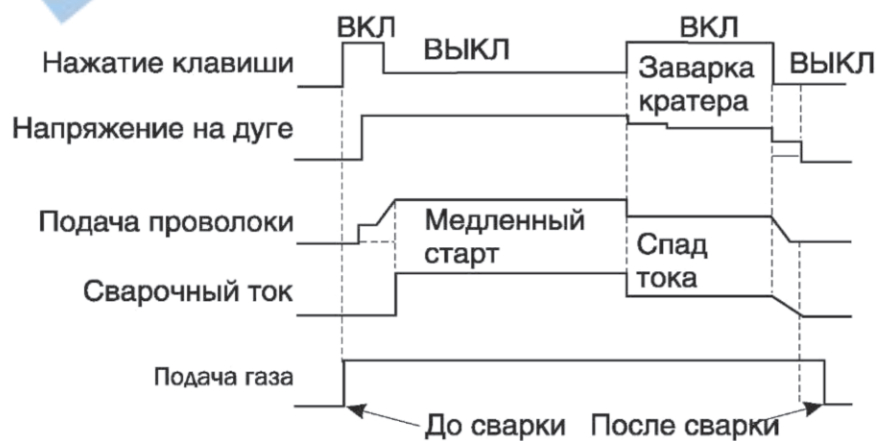 ВКЛ
ВЫКЛ
ВКЛ
ВЫКЛ
Нажатие клавиши
Заварка
кратера
Напряжение на дуге
Подача проволоки
Медленный
старт
Спад
тока
Сварочный ток
Подача газа
До сварки
После сварки